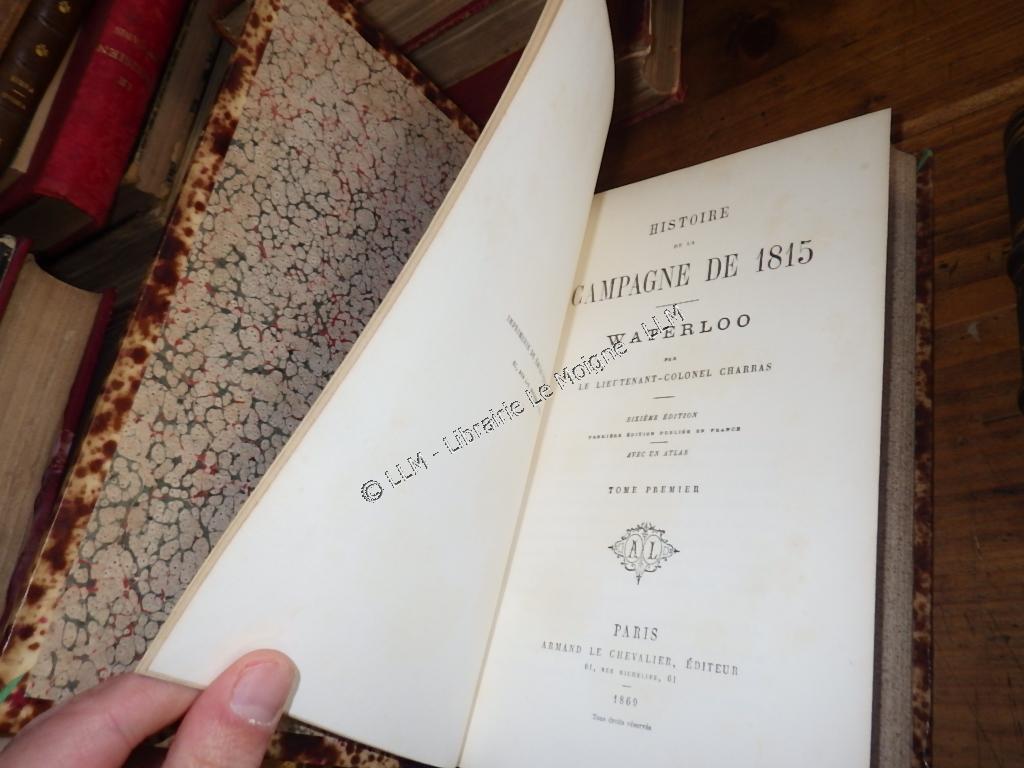 HISTOIRE
DE LA
CAMPAGNE DE 1815
WATERLOO
PAR
LE LIEUTENANT-COLONEL CHARRAS
SIXIÈME ÉDITION
PREMIÈRE ÉDITION PUBLIÉE EN FRANCE
AVEC UN ATLAS
TOME PREMIER
AL
PARIS
ARMAND LE CHEVALIER, ÉDITEUR
61, RUE RICHELIEU, 61
1869
Tous droits réservés
© LLM - Librairie Le Moigne - LLM
LE